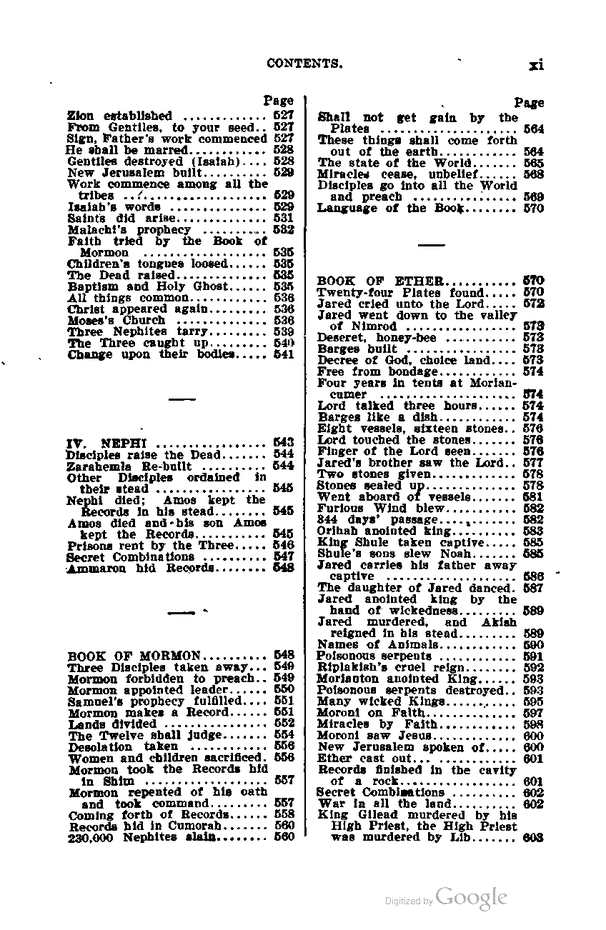 CONTENTS.
xi
Page
Zion established ............ 527
From Gentiles, to your seed.. 527
Sign, Father's work commenced 527
He shall be marred........... 528
Gentiles destroyed (Isaiah).... 528
New Jerusalem built.......... 529
Work commence among all the
tribes ..................... 529
Isaiah's words .............. 529
Saints did arise............. 531
Malachi's prophecy .......... 532
Faith tried by the Book of
Mormon .................... 535
Children's tongues loosed...... 535
The Dead raised.............. 535
Baptism and Holy Ghost...... 535
All things common............ 536
Christ appeared again......... 536
Moses's Church .............. 536
Three Nephites tarry......... 539
The Three caught up......... 540
Change upon their bodies..... 541
IV. NEPHI ................ 543
Disciples raise the Dead....... 544
Zarahemla Re-built .......... 544
Other Disciples ordained in
their stead ................ 545
Nephi died; Amos kept the
Records in his stead........ 545
Amos died and his son Amos
kept the Records........... 545
Prisons rent by the Three..... 546
Secret Combinations ......... 547
Ammaron hid Records........ 548
BOOK OF MORMON......... 548
Three Disciples taken away... 549
Mormon forbidden to preach.. 549
Mormon appointed leader...... 550
Samuel's prophecy fulfilled.... 551
Mormon makes a Record...... 551
Lands divided ............... 552
The Twelve shall judge....... 554
Desolation taken ............ 556
Women and children sacrificed. 556
Mormon took the Records hid
in Shim ................... 557
Mormon repented of his oath
and took command.......... 557
Coming forth of Records...... 558
Records hid in Cumorah....... 560
230,000 Nephites slain........ 560
Page
Shall not get gain by the
Plates .................... 564
These things shall come forth
out of the earth............ 564
The state of the World........ 565
Miracles cease, unbelief...... 568
Disciples go into all the World
and preach ................ 569
Language of the Book........ 570
BOOK OF ETHER........... 570
Twenty-four Plates found..... 570
Jared cried unto the Lord..... 572
Jared went down to the valley
of Nimrod ................ 573
Deseret, honey-bee .......... 573
Barges built ................ 573
Decree of God, choice land.... 573
Free from bondage........... 574
Four years in tents at Morian-
cumer .................... 574
Lord talked three hours...... 574
Barges like a dish............ 574
Eight vessels, sixteen stones.. 576
Lord touched the stones....... 576
Finger of the Lord seen....... 576
Jared's brother saw the Lord.. 577
Two stones given............. 578
Stones sealed up............. 578
Went aboard of vessels....... 581
Furious Wind blew........... 582
344 days' passage............ 582
Orihah anointed king......... 583
King Shule taken captive..... 585
Shule's sons slew Noah....... 585
Jared carries his father away
captive ................... 586
The daughter of Jared danced. 587
Jared anointed king by the
hand of wickedness......... 589
Jared murdered, and Akish
reigned in his stead......... 589
Names of Animals............ 590
Poisonous serpents ........... 591
Riplakish's cruel reign........ 592
Morianton anointed King...... 593
Poisonous serpents destroyed.. 593
Many wicked Kings.......... 595
Moroni on Faith............. 597
Miracles by Faith............ 598
Moroni saw Jesus............ 600
New Jerusalem spoken of..... 600
Ether cast out... ........... 601
Records finished in the cavity
of a rock.................. 601
Secret Combinations ......... 602
War in all the land.......... 602
King Gilead murdered by his
High Priest, the High Priest
was murdered by Lib....... 603
Digitized by Google